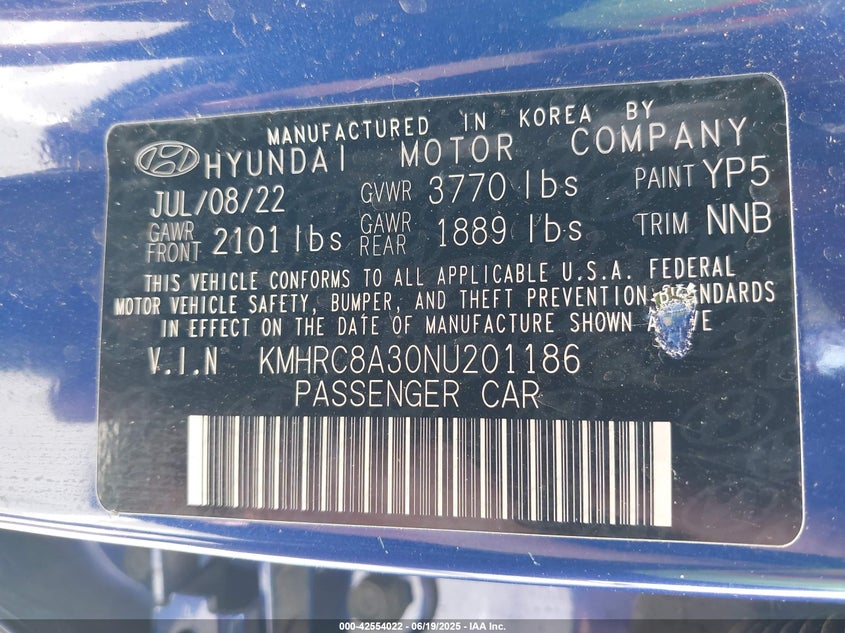 MANUFACTURED IN KOREA BY
HYUNDAI MOTOR COMPANY
JUL/08/22 GVWR 3770 lbs PAINT YP5
GAWR FRONT 2101 lbs GAWR REAR 1889 lbs TRIM NNB
THIS VEHICLE CONFORMS TO ALL APPLICABLE U.S.A. FEDERAL
MOTOR VEHICLE SAFETY, BUMPER, AND THEFT PREVENTION STANDARDS
IN EFFECT ON THE DATE OF MANUFACTURE SHOWN ABOVE
V.I.N KMHRC8A30NU201186
PASSENGER CAR
000-42554022 - 06/19/2025 - IAA Inc.